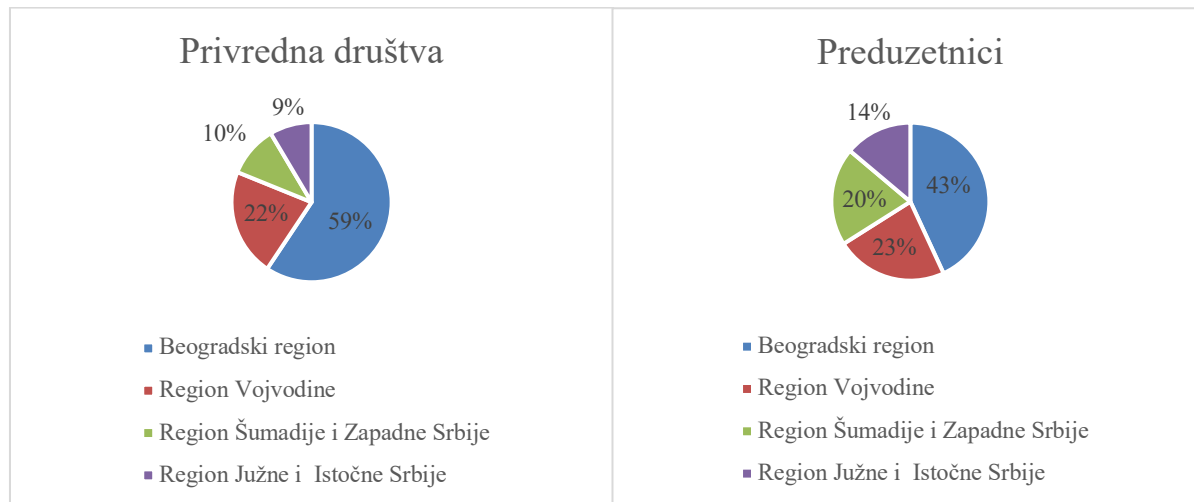 Privredna društva
9%
10%
22%
59%
Beogradski region
Region Vojvodine
Region Šumadije i Zapadne Srbije
Region Južne i  Istočne Srbije
Preduzetnici
14%
43%
20%
23%
Beogradski region
Region Vojvodine
Region Šumadije i Zapadne Srbije
Region Južne i  Istočne Srbije